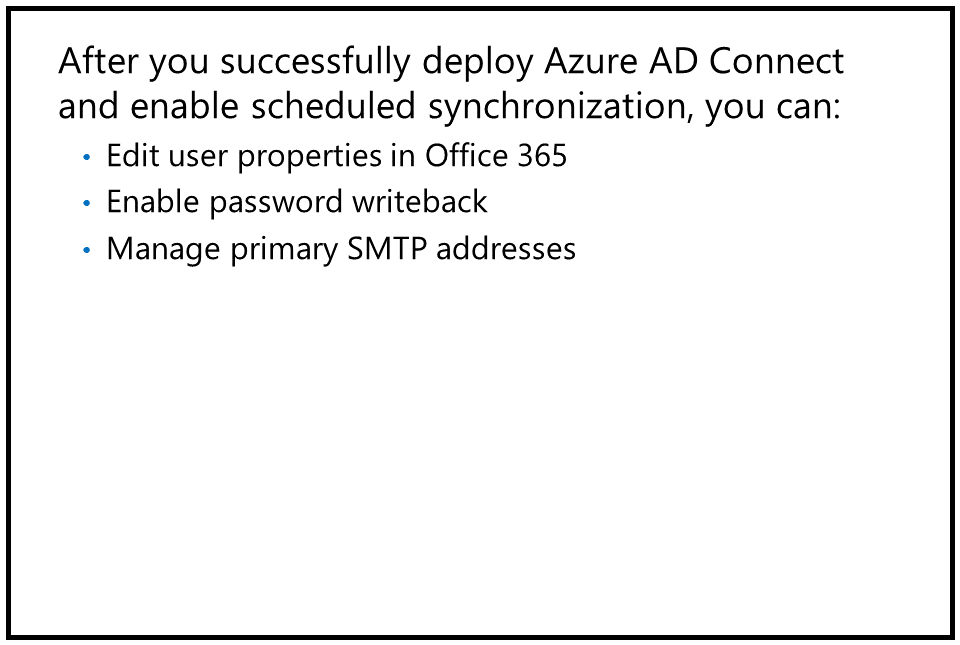 After you successfully deploy Azure AD Connect
and enable scheduled synchronization, you can:
• Edit user properties in Office 365
• Enable password writeback
• Manage primary SMTP addresses